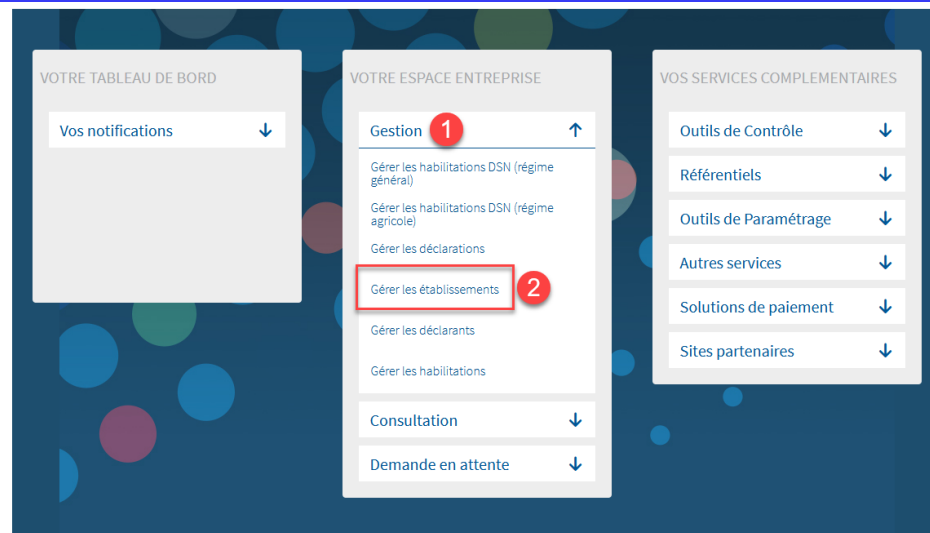 VOTRE TABLEAU DE BORD
Vos notifications
VOTRE ESPACE ENTREPRISE
Gestion 1
Gérer les habilitations DSN (régime
général)
Gérer les habilitations DSN (régime
agricole)
Gérer les déclarations
Gérer les établissements 2
Gérer les déclarants
Gérer les habilitations
Consultation
Demande en attente
VOS SERVICES COMPLEMENTAIRES
Outils de Contrôle
Référentiels
Outils de Paramétrage
Autres services
Solutions de paiement
Sites partenaires